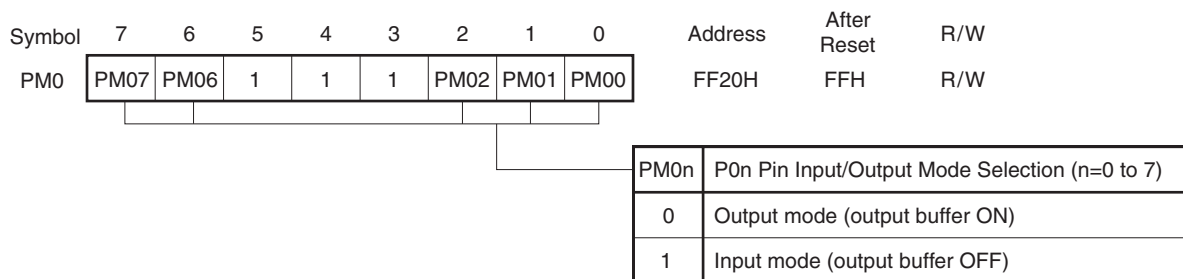 Symbol 7 6 5 4 3 2 1 0 Address After Reset R/W
PM0 PM07 PM06 1 1 1 PM02 PM01 PM00 FF20H FFH R/W
PM0n P0n Pin Input/Output Mode Selection (n=0 to 7)
0 Output mode (output buffer ON)
1 Input mode (output buffer OFF)